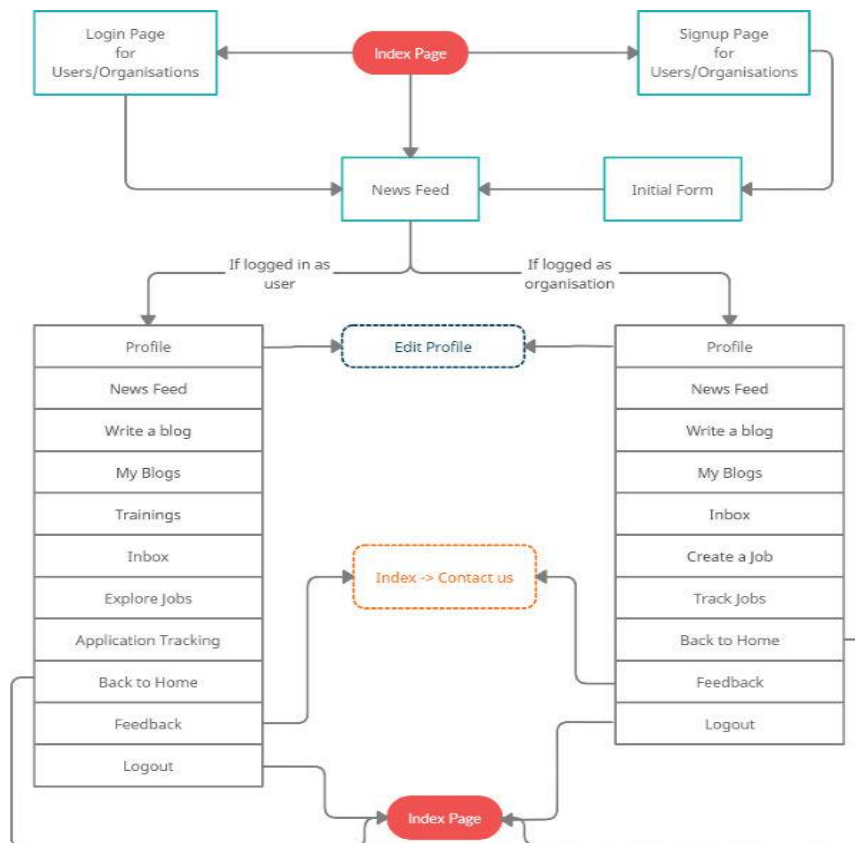 Login Page
for
Users/Organisations
Index Page
Signup Page
for
Users/Organisations
News Feed
Initial Form
If logged in as
user
If logged as
organisation
Profile
News Feed
Write a blog
My Blogs
Trainings
Inbox
Explore Jobs
Application Tracking
Back to Home
Feedback
Logout
Edit Profile
Index -> Contact us
Profile
News Feed
Write a blog
My Blogs
Inbox
Create a Job
Track Jobs
Back to Home
Feedback
Logout
Index Page